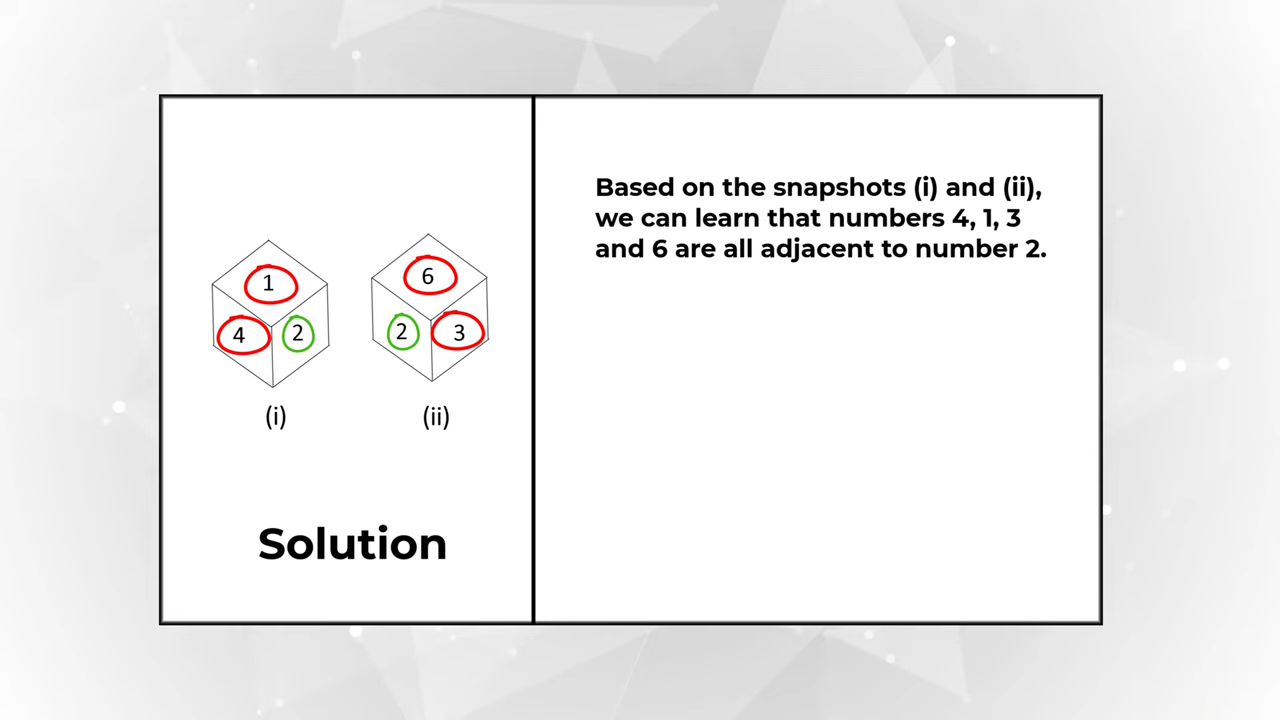 Based on the snapshots (i) and (ii),
we can learn that numbers 4, 1, 3
and 6 are all adjacent to number 2.
1
4 2
6
2 3
(i) (ii)
Solution